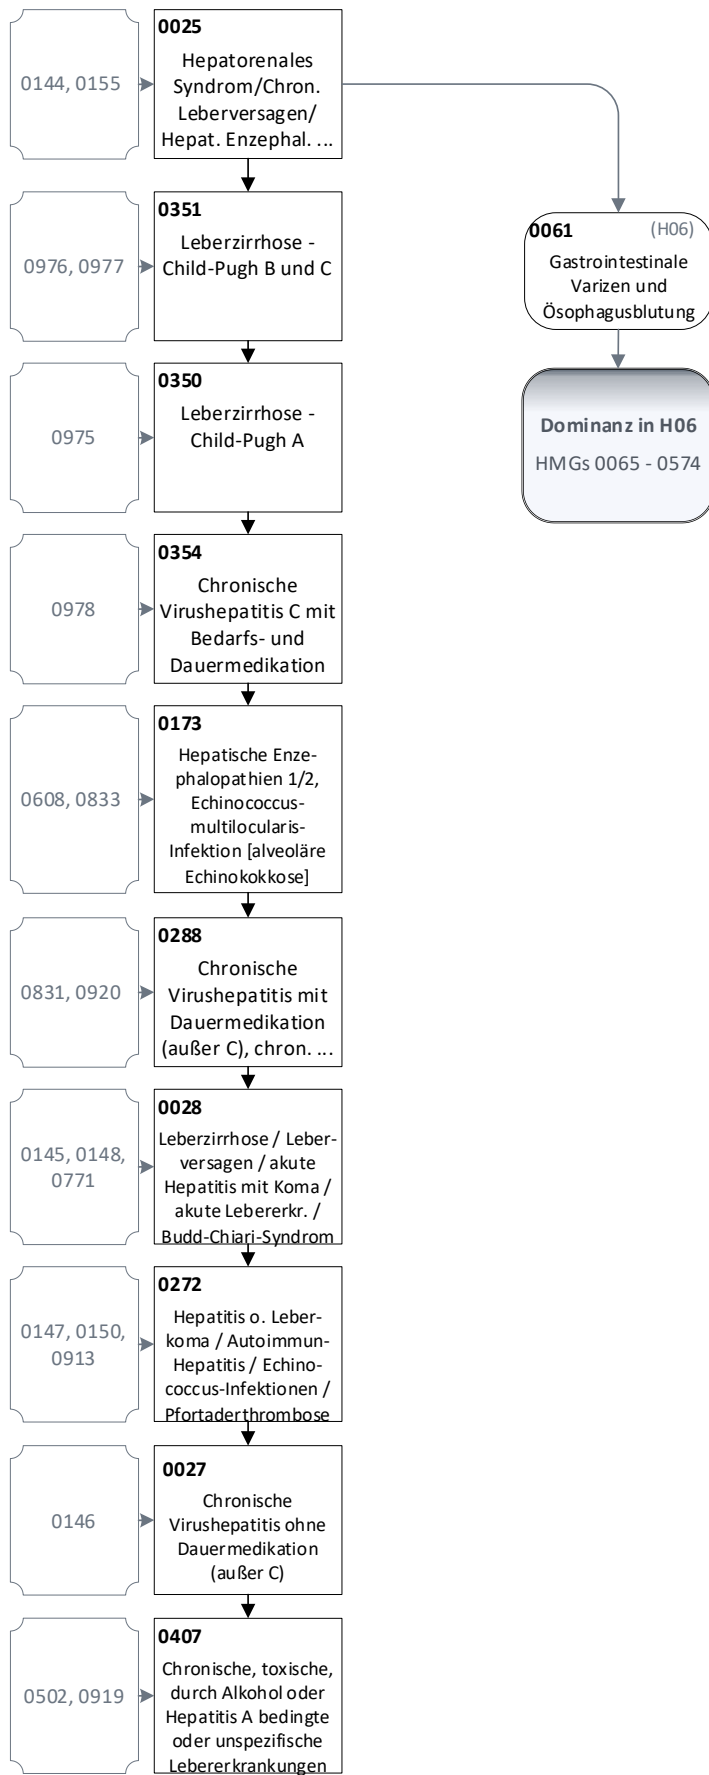 0144, 0155
0025
Hepatorenales
Syndrom/Chron.
Leberversagen/
Hepat. Enzephal. ...
0061 (H06)
Gastrointestinale
Varizen und
Ösophagusblutung
Dominanz in H06
HMGs 0065 - 0574
0976, 0977
0351
Leberzirrhose -
Child-Pugh B und C
0975
0350
Leberzirrhose -
Child-Pugh A
0978
0354
Chronische
Virushepatitis C mit
Bedarfs- und
Dauermedikation
0608, 0833
0173
Hepatische Enze-
phalopathien 1/2,
Echinococcus-
multilocularis-
Infektion [alveoläre
Echinokokkose]
0831, 0920
0288
Chronische
Virushepatitis mit
Dauermedikation
(außer C), chron. ...
0145, 0148,
0771
0028
Leberzirrhose / Leber-
versagen / akute
Hepatitis mit Koma /
akute Lebererkr. /
Budd-Chiari-Syndrom
0147, 0150,
0913
0272
Hepatitis o. Leber-
koma / Autoimmun-
Hepatitis / Echino-
coccus-Infektionen /
Pfortaderthrombose
0146
0027
Chronische
Virushepatitis ohne
Dauermedikation
(außer C)
0502, 0919
0407
Chronische, toxische,
durch Alkohol oder
Hepatitis A bedingte
oder unspezifische
Lebererkrankungen